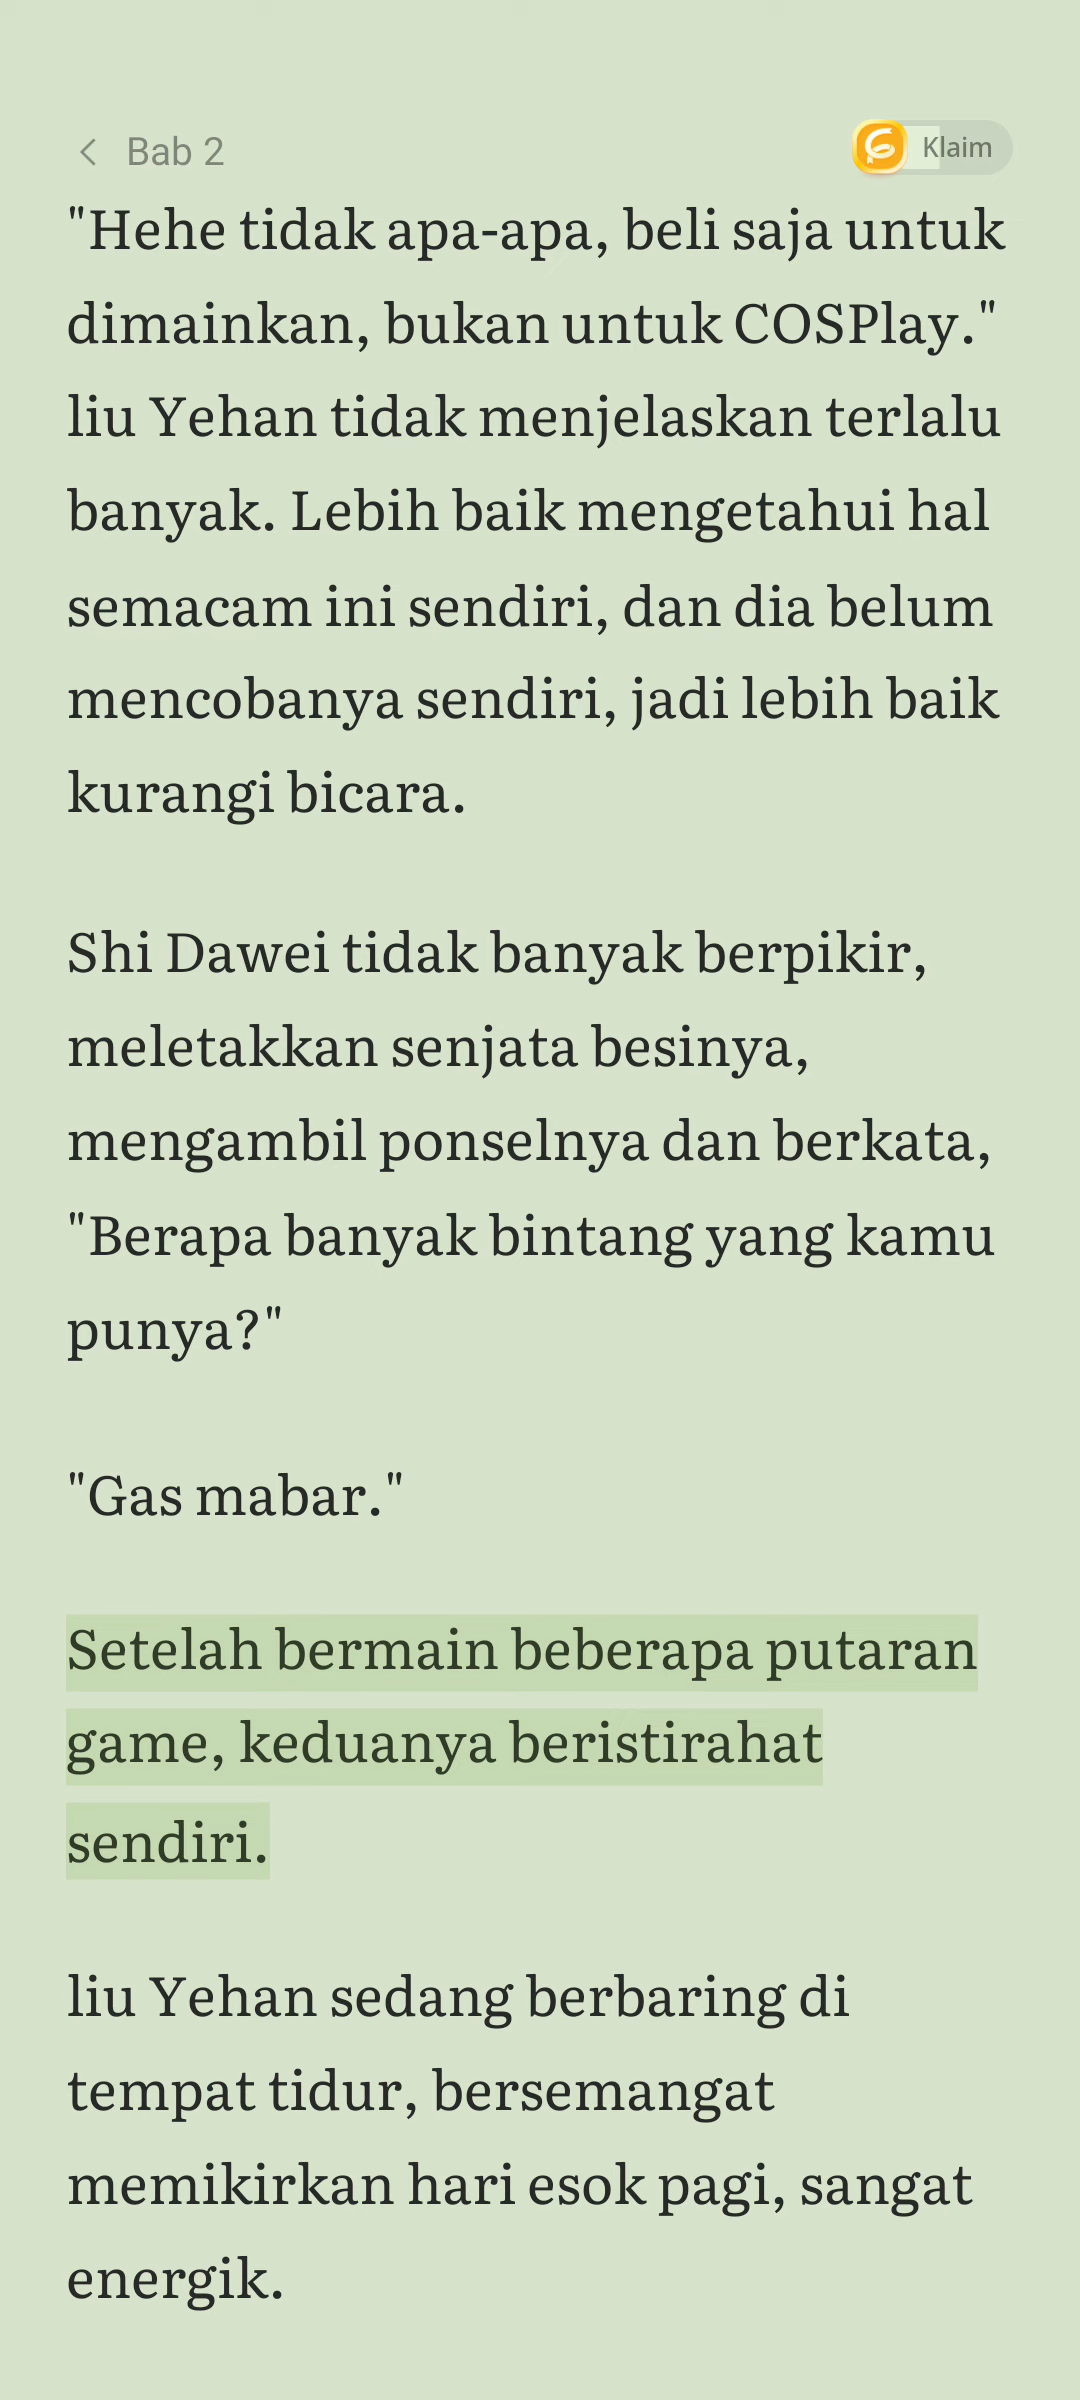 Bab 2
Klaim
"Hehe tidak apa-apa, beli saja untuk
dimainkan, bukan untuk COSPlay."
liu Yehan tidak menjelaskan terlalu
banyak. Lebih baik mengetahui hal
semacam ini sendiri, dan dia belum
mencobanya sendiri, jadi lebih baik
kurangi bicara.
Shi Dawei tidak banyak berpikir,
meletakkan senjata besinya,
mengambil ponselnya dan berkata,
"Berapa banyak bintang yang kamu
punya?"
"Gas mabar."
Setelah bermain beberapa putaran
game, keduanya beristirahat
sendiri.
liu Yehan sedang berbaring di
tempat tidur, bersemangat
memikirkan hari esok pagi, sangat
energik.